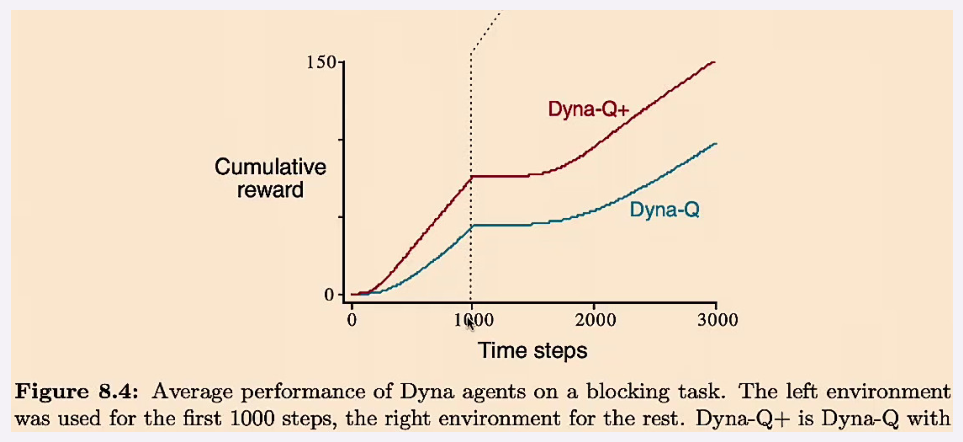 150
Dyna-Q+
Cumulative
reward
Dyna-Q
0
0 1000 2000 3000
Time steps
Figure 8.4: Average performance of Dyna agents on a blocking task. The left environment
was used for the first 1000 steps, the right environment for the rest. Dyna-Q+ is Dyna-Q with